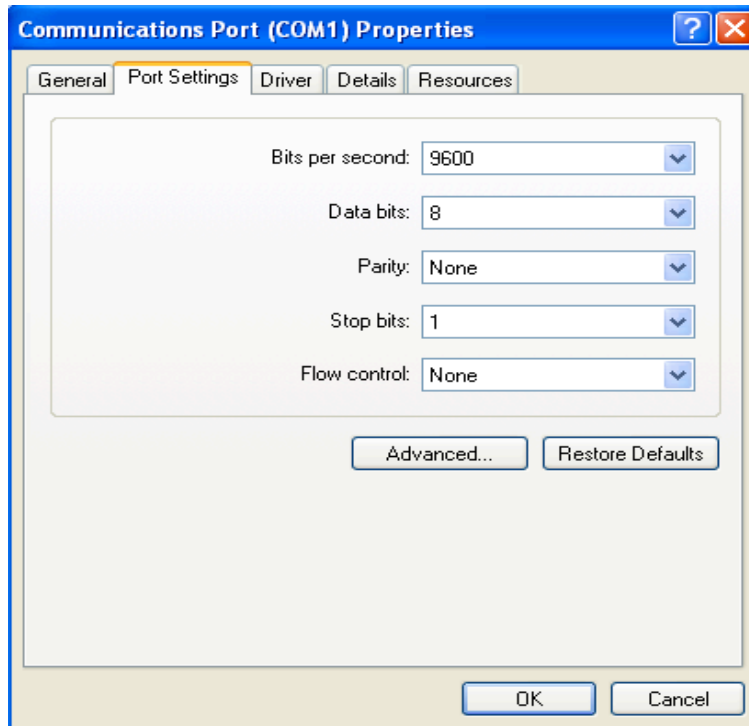 Communications Port (COM1) Properties
General Port Settings Driver Details Resources
Bits per second: 9600
Data bits: 8
Parity: None
Stop bits: 1
Flow control: None
Advanced... Restore Defaults
OK Cancel